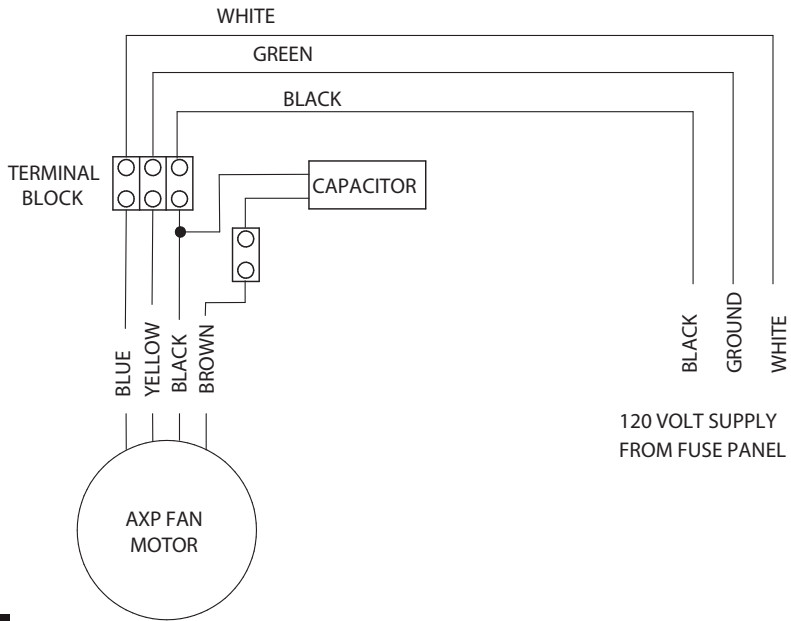 WHITE
GREEN
BLACK
TERMINAL
BLOCK
CAPACITOR
BLUE
YELLOW
BLACK
BROWN
BLACK
GROUND
WHITE
120 VOLT SUPPLY
FROM FUSE PANEL
AXP FAN
MOTOR